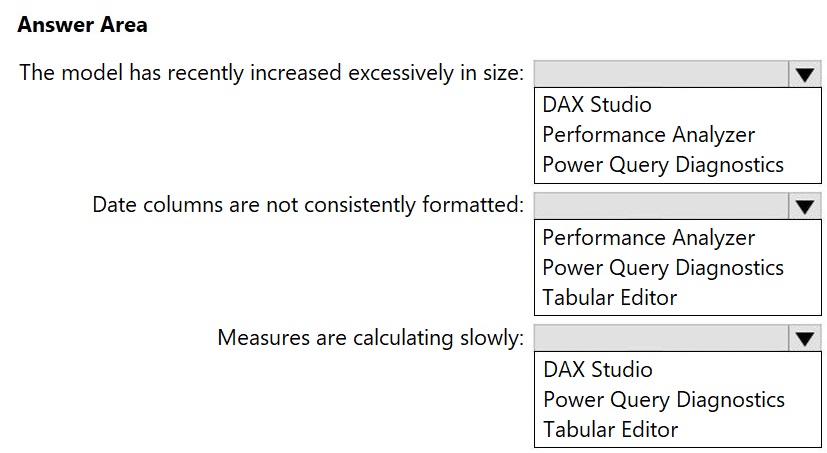 Answer Area
The model has recently increased excessively in size:
DAX Studio
Performance Analyzer
Power Query Diagnostics
Date columns are not consistently formatted:
Performance Analyzer
Power Query Diagnostics
Tabular Editor
Measures are calculating slowly:
DAX Studio
Power Query Diagnostics
Tabular Editor